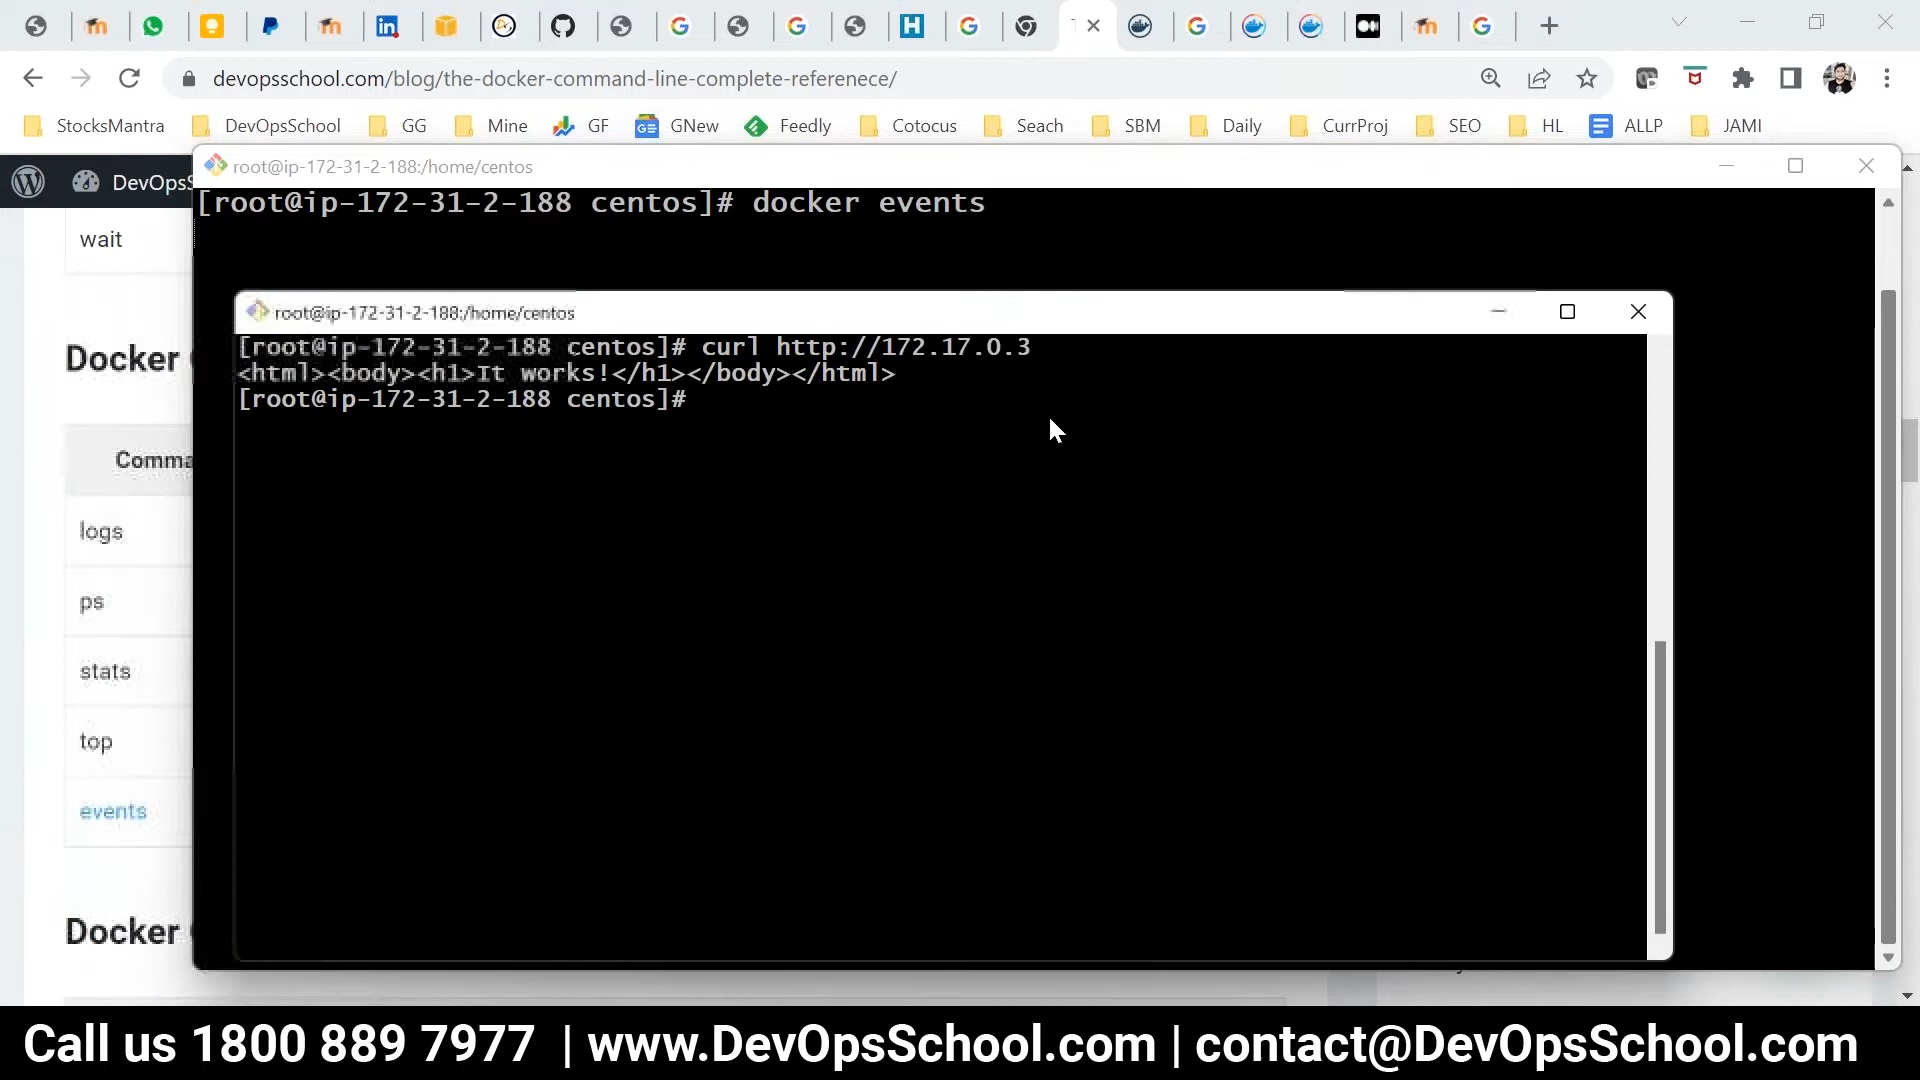 devopsschool.com/blog/the-docker-command-line-complete-referenece/
StocksMantra DevOpsSchool GG Mine GF GNew Feedly Cotocus Seach SBM Daily CurrProj SEO HL ALLP JAMI
DevOpsS
root@ip-172-31-2-188:/home/centos
[root@ip-172-31-2-188 centos]# docker events
wait
root@ip-172-31-2-188:/home/centos
[root@ip-172-31-2-188 centos]# curl http://172.17.0.3
<html><body><h1>It works!</h1></body></html>
[root@ip-172-31-2-188 centos]#
Docker
Comma
logs
ps
stats
top
events
Docker
Call us 1800 889 7977 | www.DevOpsSchool.com | contact@DevOpsSchool.com